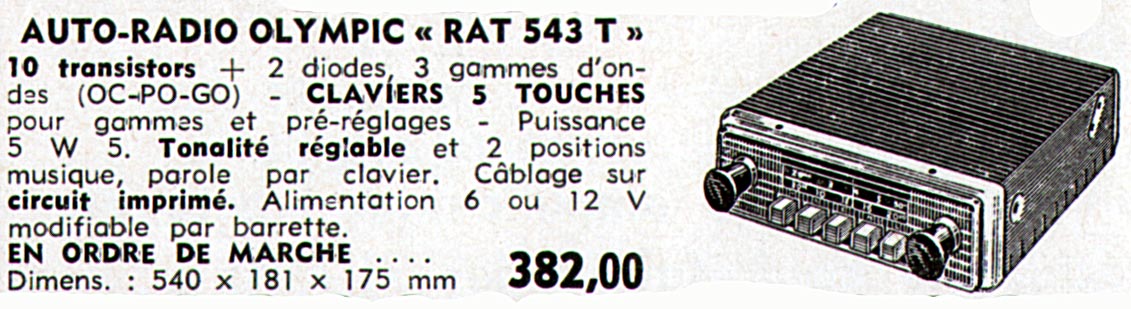 AUTO-RADIO OLYMPIC « RAT 543 T »
10 transistors + 2 diodes, 3 gammes d'on-
des (OC-PO-GO) - CLAVIERS 5 TOUCHES
pour gammes et pré-réglages - Puissance
5 W 5. Tonalité réglable et 2 positions
musique, parole par clavier. Câblage sur
circuit imprimé. Alimentation 6 ou 12 V
modifiable par barrette.
EN ORDRE DE MARCHE .... 382,00
Dimens. : 540 x 181 x 175 mm